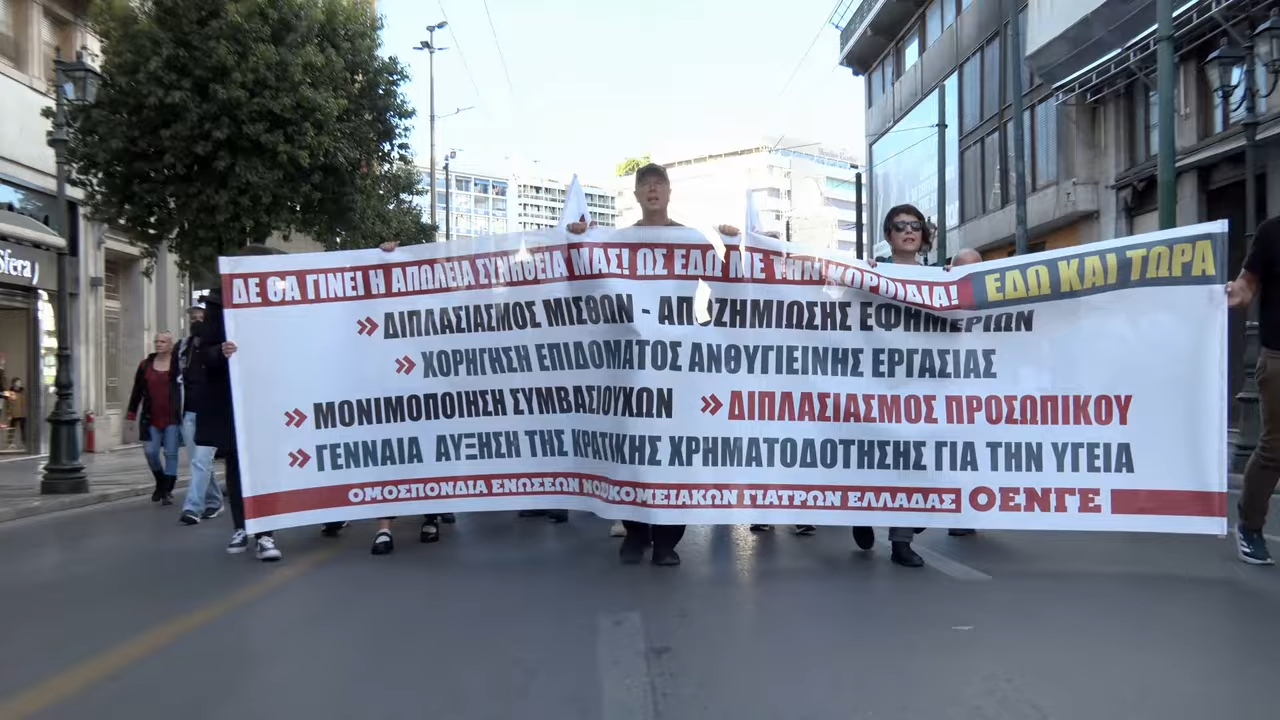 ΔΕ ΘΑ ΓΙΝΕΙ Η ΑΠΩΛΕΙΑ ΣΥΝΗΘΕΙΑ ΜΑΣ! ΩΣ ΕΔΩ ΜΕ ΤΗΝ ΚΟΡΟΪΔΙΑ! ΕΔΩ ΚΑΙ ΤΩΡΑ
» ΔΙΠΛΑΣΙΑΣΜΟΣ ΜΙΣΘΩΝ - ΑΠΟΖΗΜΙΩΣΗΣ ΕΦΗΜΕΡΙΩΝ
» ΧΟΡΗΓΗΣΗ ΕΠΙΔΟΜΑΤΟΣ ΑΝΘΥΓΙΕΙΝΗΣ ΕΡΓΑΣΙΑΣ
» ΜΟΝΙΜΟΠΟΙΗΣΗ ΣΥΜΒΑΣΙΟΥΧΩΝ » ΔΙΠΛΑΣΙΑΣΜΟΣ ΠΡΟΣΩΠΙΚΟΥ
» ΓΕΝΝΑΙΑ ΑΥΞΗΣΗ ΤΗΣ ΚΡΑΤΙΚΗΣ ΧΡΗΜΑΤΟΔΟΤΗΣΗΣ ΓΙΑ ΤΗΝ ΥΓΕΙΑ
ΟΜΟΣΠΟΝΔΙΑ ΕΝΩΣΕΩΝ ΝΟΣΟΚΟΜΕΙΑΚΩΝ ΓΙΑΤΡΩΝ ΕΛΛΑΔΑΣ ΟΕΝΓΕ
sfera)